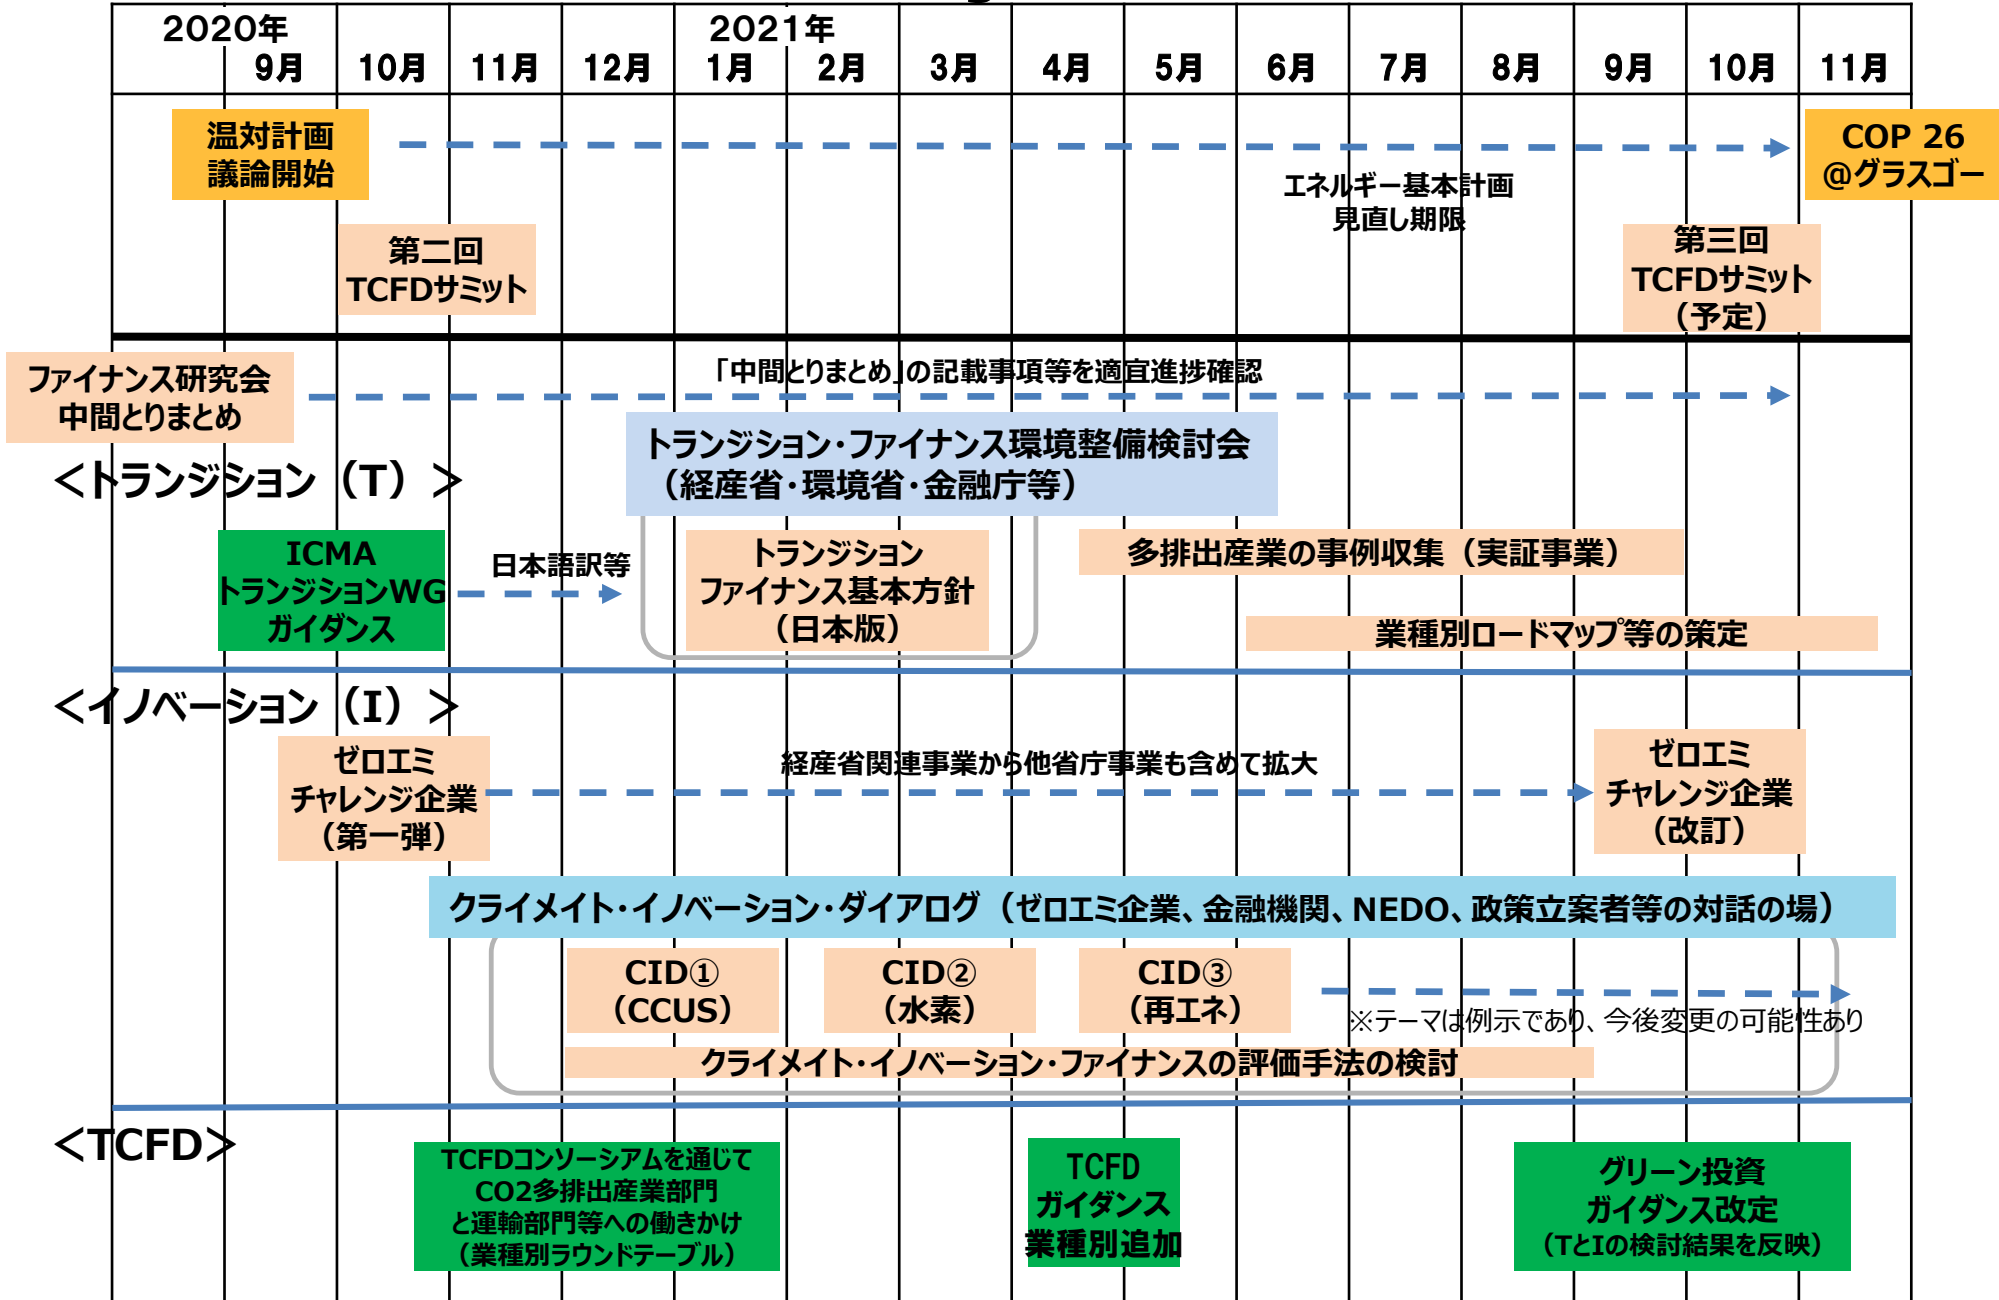 2020年
2021年
9月 10月 11月 12月 1月 2月 3月 4月 5月 6月 7月 8月 9月 10月 11月
温対計画
議論開始
COP 26
@グラスゴー
エネルギー基本計画
見直し期限
第二回
TCFDサミット
第三回
TCFDサミット
（予定）
ファイナンス研究会
中間とりまとめ
「中間とりまとめ」の記載事項等を適宜進捗確認
トランジション・ファイナンス環境整備検討会
（経産省・環境省・金融庁等）
＜トランジション（T）＞
ICMA
トランジションWG
ガイダンス
日本語訳等
トランジション
ファイナンス基本方針
（日本版）
多排出産業の事例収集（実証事業）
業種別ロードマップ等の策定
＜イノベーション（I）＞
ゼロエミ
チャレンジ企業
（第一弾）
経産省関連事業から他省庁事業も含めて拡大
ゼロエミ
チャレンジ企業
（改訂）
クライメイト・イノベーション・ダイアログ（ゼロエミ企業、金融機関、NEDO、政策立案者等の対話の場）
CID①
（CCUS）
CID②
（水素）
CID③
（再エネ）
※テーマは例示であり、今後変更の可能性あり
クライメイト・イノベーション・ファイナンスの評価手法の検討
＜TCFD＞
TCFDコンソーシアムを通じて
CO2多排出産業部門
と運輸部門等への働きかけ
（業種別ラウンドテーブル）
TCFD
ガイダンス
業種別追加
グリーン投資
ガイダンス改定
（TとIの検討結果を反映）